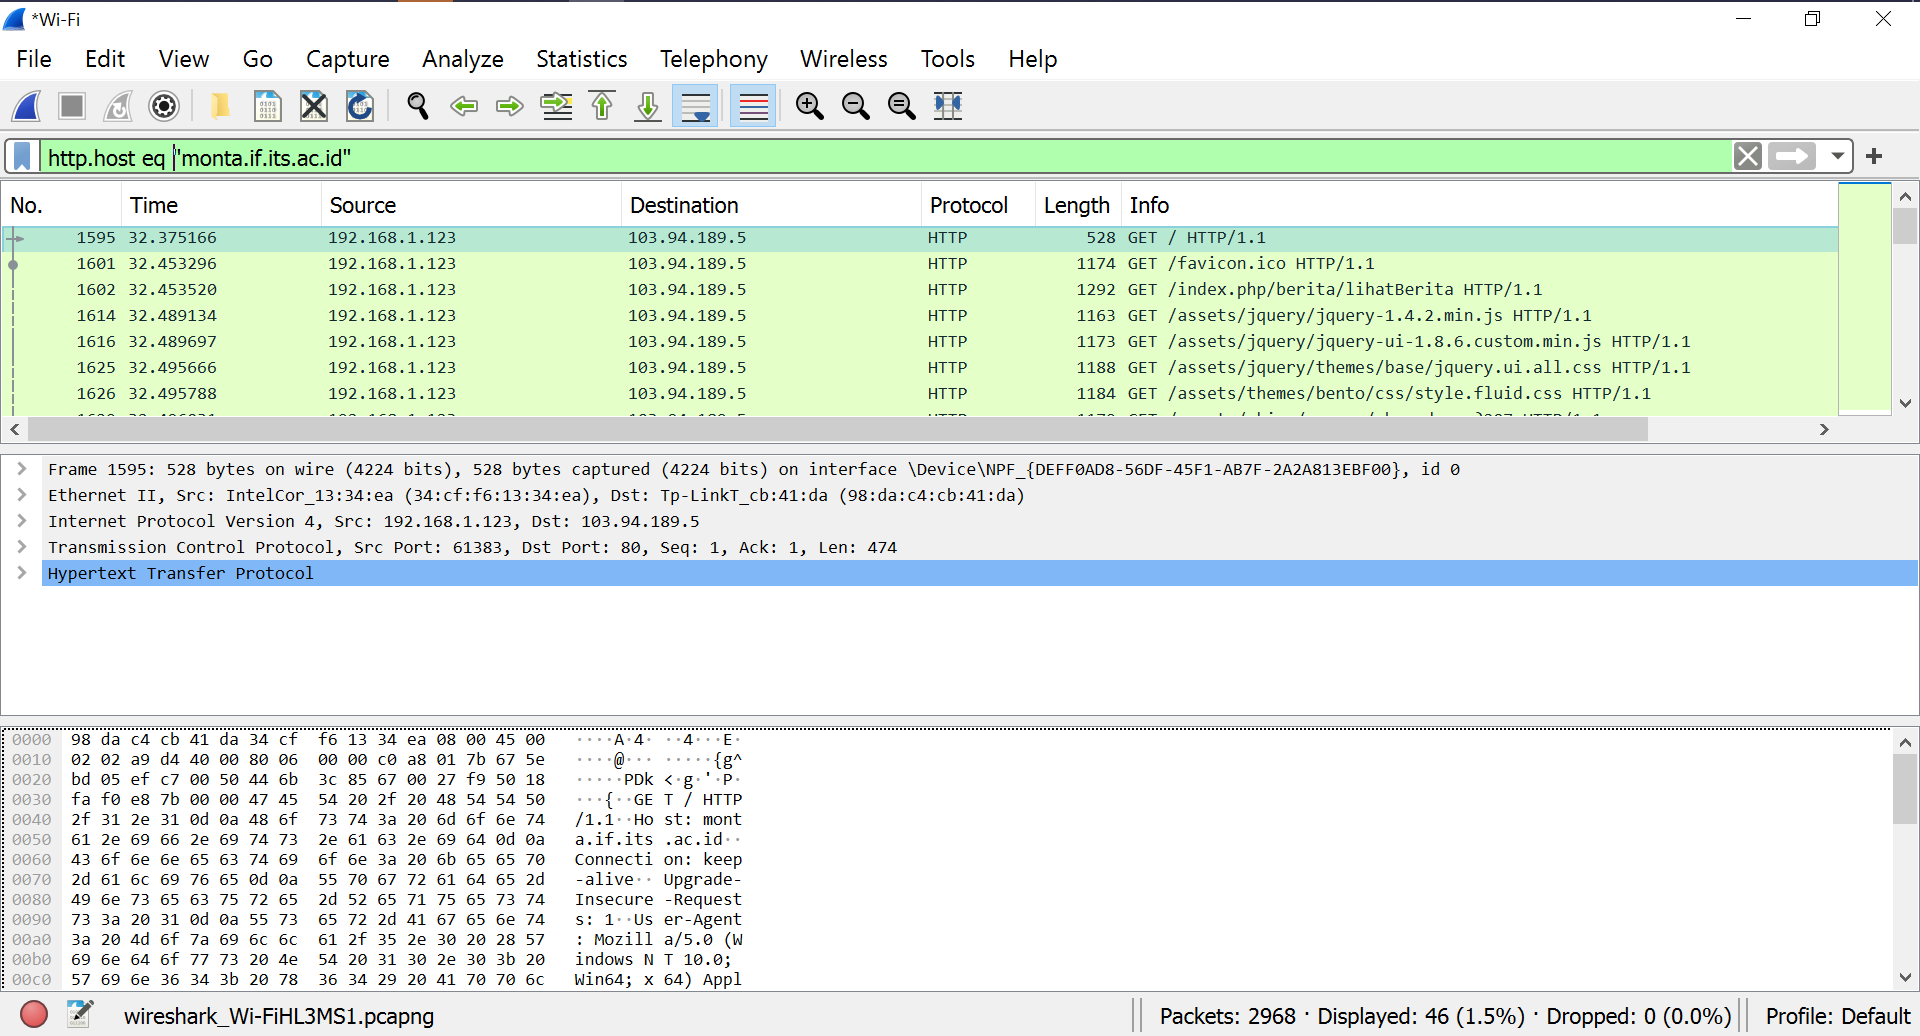 *Wi-Fi
File Edit View Go Capture Analyze Statistics Telephony Wireless Tools Help
http.host eq "monta.if.its.ac.id"
No. Time Source Destination Protocol Length Info
1595 32.375166 192.168.1.123 103.94.189.5 HTTP 528 GET / HTTP/1.1
1601 32.453296 192.168.1.123 103.94.189.5 HTTP 1174 GET /favicon.ico HTTP/1.1
1602 32.453520 192.168.1.123 103.94.189.5 HTTP 1292 GET /index.php/berita/lihatBerita HTTP/1.1
1614 32.489134 192.168.1.123 103.94.189.5 HTTP 1163 GET /assets/jquery/jquery-1.4.2.min.js HTTP/1.1
1616 32.489697 192.168.1.123 103.94.189.5 HTTP 1173 GET /assets/jquery/jquery-ui-1.8.6.custom.min.js HTTP/1.1
1625 32.495666 192.168.1.123 103.94.189.5 HTTP 1188 GET /assets/jquery/themes/base/jquery.ui.all.css HTTP/1.1
1626 32.495788 192.168.1.123 103.94.189.5 HTTP 1184 GET /assets/themes/bento/css/style.fluid.css HTTP/1.1
Frame 1595: 528 bytes on wire (4224 bits), 528 bytes captured (4224 bits) on interface \Device\NPF_{DEFF0AD8-56DF-45F1-AB7F-2A2A813EBF00}, id 0
Ethernet II, Src: IntelCor_13:34:ea (34:cf:f6:13:34:ea), Dst: Tp-LinkT_cb:41:da (98:da:c4:cb:41:da)
Internet Protocol Version 4, Src: 192.168.1.123, Dst: 103.94.189.5
Transmission Control Protocol, Src Port: 61383, Dst Port: 80, Seq: 1, Ack: 1, Len: 474
Hypertext Transfer Protocol
0000 98 da c4 cb 41 da 34 cf f6 13 34 ea 08 00 45 00 ····A·4· ··4···E·
0010 02 02 a9 d4 40 00 80 06 00 00 c0 a8 01 7b 67 5e ····@··· ·····{g^
0020 bd 05 ef c7 00 50 44 6b 3c 85 67 00 27 f9 50 18 ·····PDk <·g·'·P·
0030 fa f0 e8 7b 00 00 47 45 54 20 2f 20 48 54 54 50 ···{··GE T / HTTP
0040 2f 31 2e 31 0d 0a 48 6f 73 74 3a 20 6d 6f 6e 74 /1.1··Ho st: mont
0050 61 2e 69 66 2e 69 74 73 2e 61 63 2e 69 64 0d 0a a.if.its .ac.id··
0060 43 6f 6e 6e 65 63 74 69 6f 6e 3a 20 6b 65 65 70 Connecti on: keep
0070 2d 61 6c 69 76 65 0d 0a 55 70 67 72 61 64 65 2d -alive·· Upgrade-
0080 49 6e 73 65 63 75 72 65 2d 52 65 71 75 65 73 74 Insecure -Request
0090 73 3a 20 31 0d 0a 55 73 65 72 2d 41 67 65 6e 74 s: 1··Us er-Agent
00a0 3a 20 4d 6f 7a 69 6c 6c 61 2f 35 2e 30 20 28 57 : Mozill a/5.0 (W
00b0 69 6e 64 6f 77 73 20 4e 54 20 31 30 2e 30 3b 20 indows N T 10.0;
00c0 57 69 6e 36 34 3b 20 78 36 34 29 20 41 70 70 6c Win64; x 64) Appl
wireshark_Wi-FiHL3MS1.pcapng Packets: 2968 · Displayed: 46 (1.5%) · Dropped: 0 (0.0%) Profile: Default